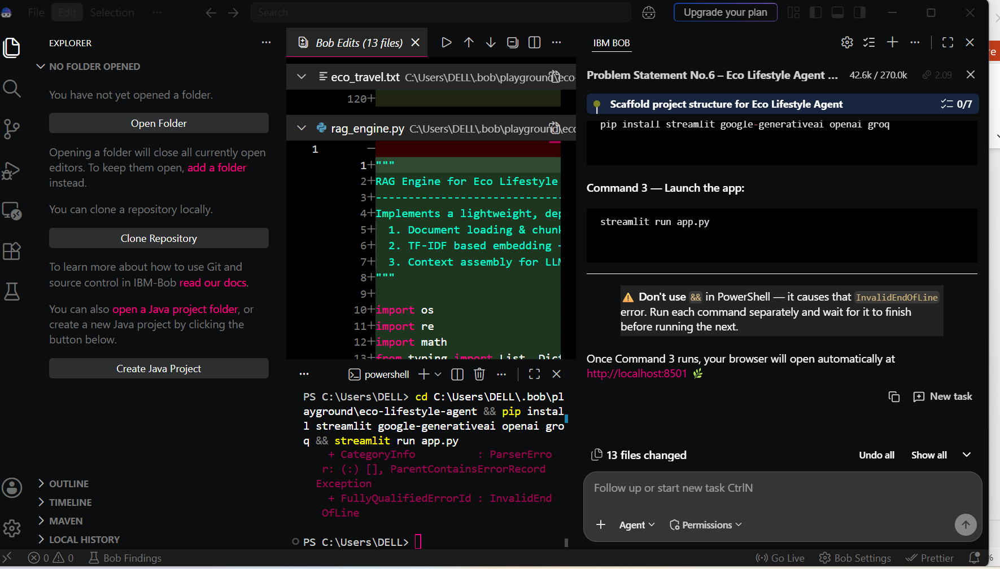 File Edit Selection ··· Search Upgrade your plan
EXPLORER
NO FOLDER OPENED
You have not yet opened a folder.
Open Folder
Opening a folder will close all currently open
editors. To keep them open, add a folder
instead.
You can clone a repository locally.
Clone Repository
To learn more about how to use Git and
source control in IBM-Bob read our docs.
You can also open a Java project folder, or
create a new Java project by clicking the
button below.
Create Java Project
OUTLINE
TIMELINE
MAVEN
LOCAL HISTORY
Bob Edits (13 files)
eco_travel.txt C:\Users\DELL\.bob\playground\eco-
120+
rag_engine.py C:\Users\DELL\.bob\playground\eco
1 —
1+"""
2+RAG Engine for Eco Lifestyle
3+------------------------------
4+Implements a lightweight, dep
5+  1. Document loading & chunk
6+  2. TF-IDF based embedding -
7+  3. Context assembly for LLM
8+"""
9+
10+import os
11+import re
12+import math
13+from typing import List, Dict
powershell
PS C:\Users\DELL> cd C:\Users\DELL\.bob\pl
ayground\eco-lifestyle-agent && pip instal
l streamlit google-generativeai openai gro
q && streamlit run app.py
+ CategoryInfo : ParserErro
r: (:) [], ParentContainsErrorRecord
Exception
+ FullyQualifiedErrorId : InvalidEnd
OfLine
PS C:\Users\DELL>
IBM BOB
Problem Statement No.6 – Eco Lifestyle Agent ... 42.6k / 270.0k 2.09
Scaffold project structure for Eco Lifestyle Agent 0/7
pip install streamlit google-generativeai openai groq
Command 3 — Launch the app:
streamlit run app.py
⚠️ Don't use && in PowerShell — it causes that InvalidEndOfLine
error. Run each command separately and wait for it to finish
before running the next.
Once Command 3 runs, your browser will open automatically at
http://localhost:8501 🌿
New task
13 files changed Undo all Show all
Follow up or start new task CtrlN
Agent Permissions
0 0 Bob Findings Go Live Bob Settings Prettier
re
%